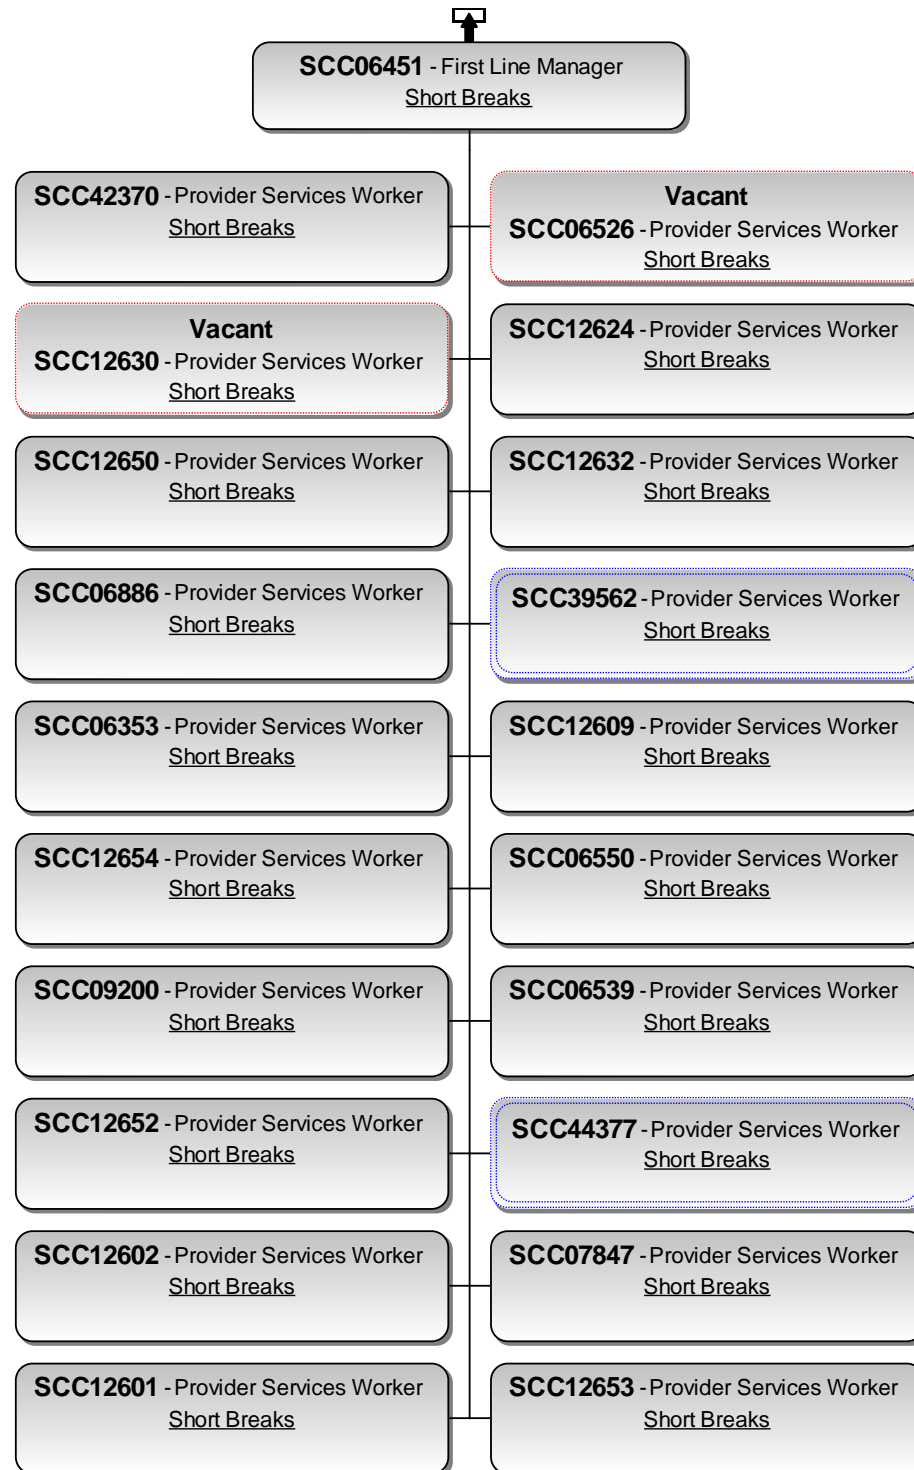 SCC06451 - First Line Manager
Short Breaks
SCC42370 - Provider Services Worker
Short Breaks
Vacant
SCC06526 - Provider Services Worker
Short Breaks
Vacant
SCC12630 - Provider Services Worker
Short Breaks
SCC12624 - Provider Services Worker
Short Breaks
SCC12650 - Provider Services Worker
Short Breaks
SCC12632 - Provider Services Worker
Short Breaks
SCC06886 - Provider Services Worker
Short Breaks
SCC39562 - Provider Services Worker
Short Breaks
SCC06353 - Provider Services Worker
Short Breaks
SCC12609 - Provider Services Worker
Short Breaks
SCC12654 - Provider Services Worker
Short Breaks
SCC06550 - Provider Services Worker
Short Breaks
SCC09200 - Provider Services Worker
Short Breaks
SCC06539 - Provider Services Worker
Short Breaks
SCC12652 - Provider Services Worker
Short Breaks
SCC44377 - Provider Services Worker
Short Breaks
SCC12602 - Provider Services Worker
Short Breaks
SCC07847 - Provider Services Worker
Short Breaks
SCC12601 - Provider Services Worker
Short Breaks
SCC12653 - Provider Services Worker
Short Breaks